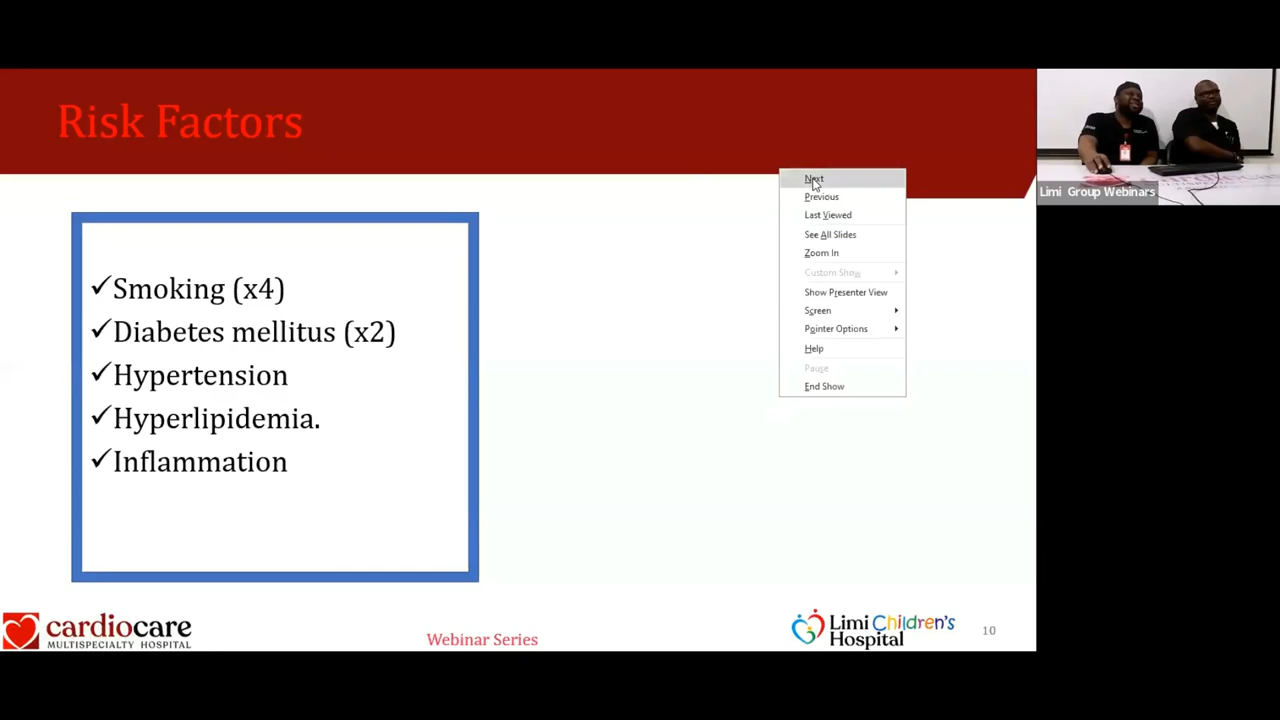 Risk Factors
Limi Group Webinars
Next
Previous
Last Viewed
See All Slides
Zoom In
Custom Show
Show Presenter View
Screen
Pointer Options
Help
Pause
End Show
✓Smoking (x4)
✓Diabetes mellitus (x2)
✓Hypertension
✓Hyperlipidemia.
✓Inflammation
cardiocare
MULTISPECIALTY HOSPITAL
Webinar Series
Limi Children's
Hospital
10